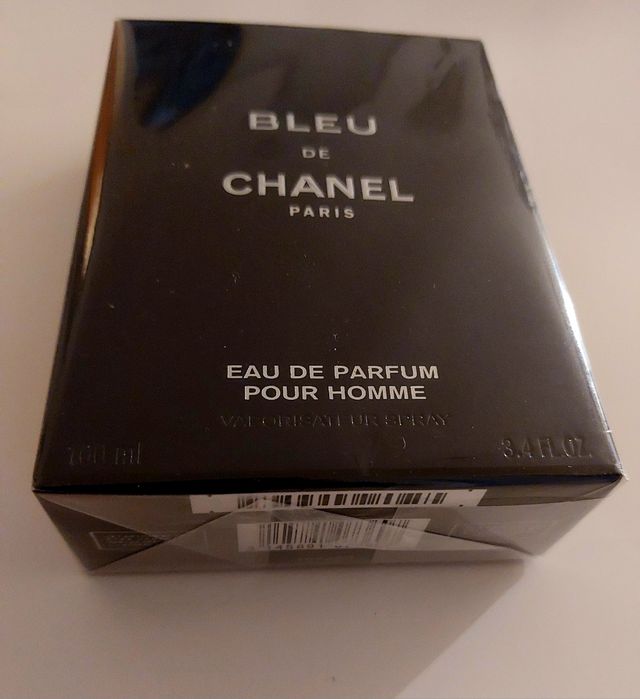 BLEU
DE
CHANEL
PARIS
EAU DE PARFUM
POUR HOMME
VAPORISATEUR SPRAY
100 ml
3.4 FL.OZ.